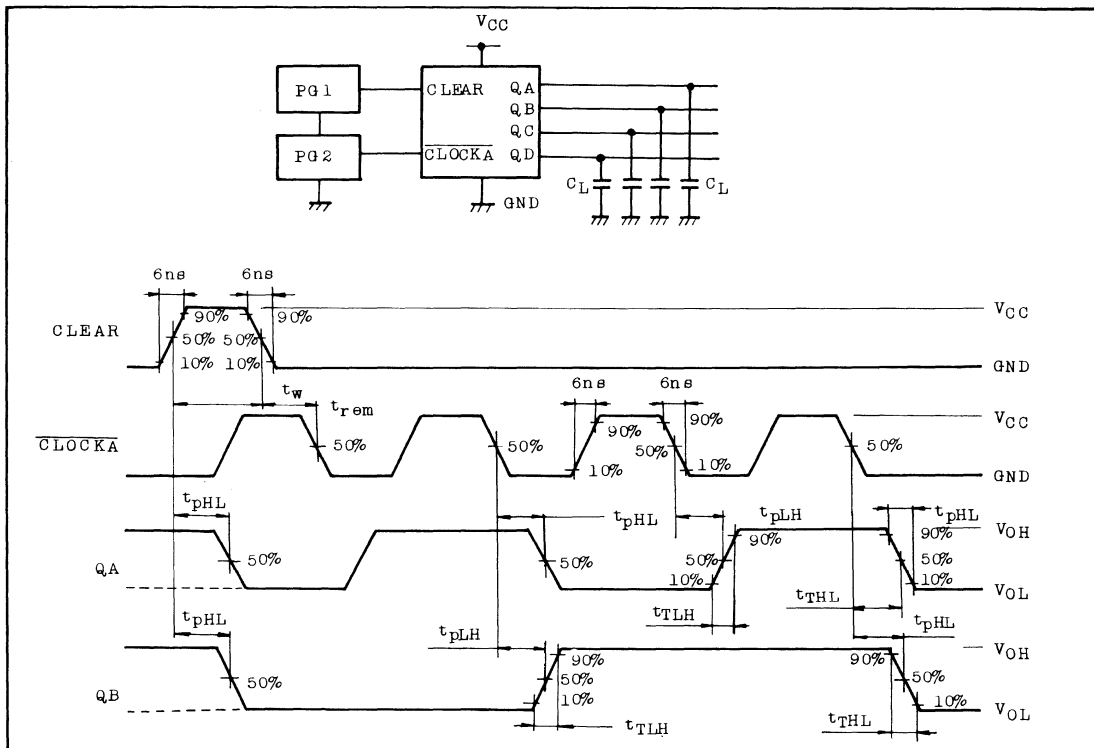 VCC
PG1
CLEAR QA
QB
QC
PG2
CLOCKA QD
CL CL
GND
6ns 6ns
CLEAR 90% 90% VCC
50% 50%
10% 10% GND
tw
trem 6ns 6ns
CLOCKA 50% 50% 90% 90% 50% VCC
50%
10% 10% GND
tpHL tpHL tpLH tpHL
QA 50% 50% 90% 90% VOH
50% 50%
10% 10% VOL
tTLH tTHL
tpHL tpLH tpHL
QB 50% 90% 90% VOH
50% 50%
10% 10% VOL
tTLH tTHL